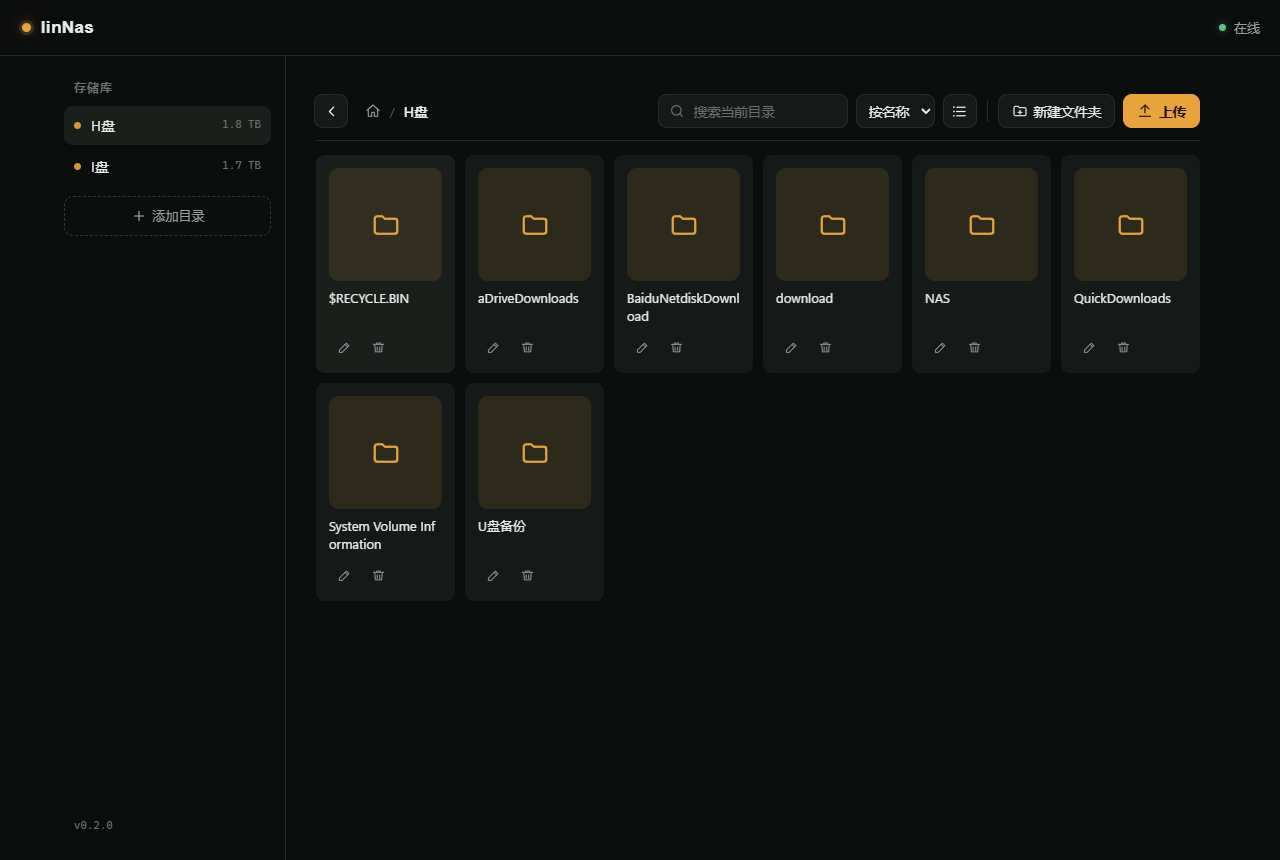 linNas
在线
存储库
H盘
1.8 TB
I盘
1.7 TB
添加目录
v0.2.0
/ H盘
搜索当前目录
按名称
新建文件夹
上传
$RECYCLE.BIN
aDriveDownloads
BaiduNetdiskDownl
oad
download
NAS
QuickDownloads
System Volume Inf
ormation
U盘备份